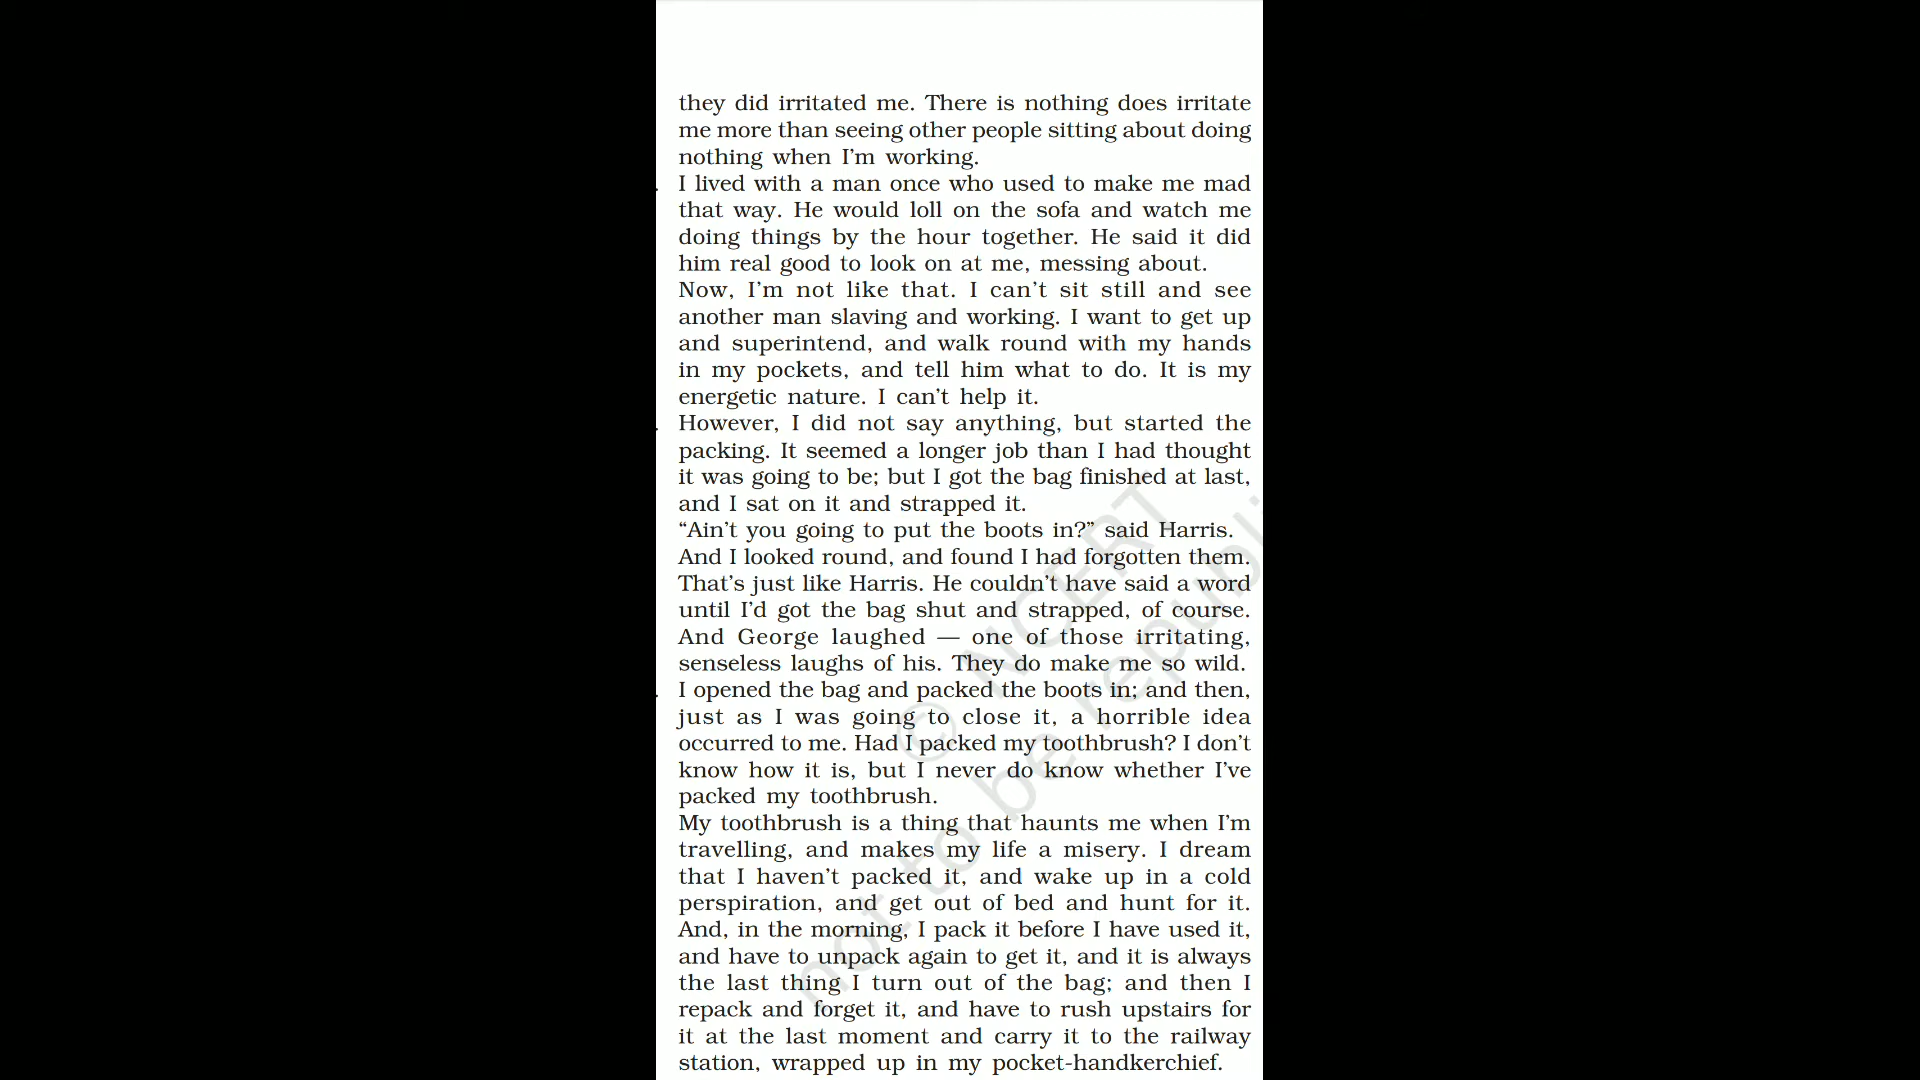 they did irritated me. There is nothing does irritate
me more than seeing other people sitting about doing
nothing when I'm working.
I lived with a man once who used to make me mad
that way. He would loll on the sofa and watch me
doing things by the hour together. He said it did
him real good to look on at me, messing about.
Now, I'm not like that. I can't sit still and see
another man slaving and working. I want to get up
and superintend, and walk round with my hands
in my pockets, and tell him what to do. It is my
energetic nature. I can't help it.
However, I did not say anything, but started the
packing. It seemed a longer job than I had thought
it was going to be; but I got the bag finished at last,
and I sat on it and strapped it.
“Ain't you going to put the boots in?” said Harris.
And I looked round, and found I had forgotten them.
That's just like Harris. He couldn't have said a word
until I'd got the bag shut and strapped, of course.
And George laughed — one of those irritating,
senseless laughs of his. They do make me so wild.
I opened the bag and packed the boots in; and then,
just as I was going to close it, a horrible idea
occurred to me. Had I packed my toothbrush? I don't
know how it is, but I never do know whether I've
packed my toothbrush.
My toothbrush is a thing that haunts me when I'm
travelling, and makes my life a misery. I dream
that I haven't packed it, and wake up in a cold
perspiration, and get out of bed and hunt for it.
And, in the morning, I pack it before I have used it,
and have to unpack again to get it, and it is always
the last thing I turn out of the bag; and then I
repack and forget it, and have to rush upstairs for
it at the last moment and carry it to the railway
station, wrapped up in my pocket-handkerchief.
© NCERT
not to be republi